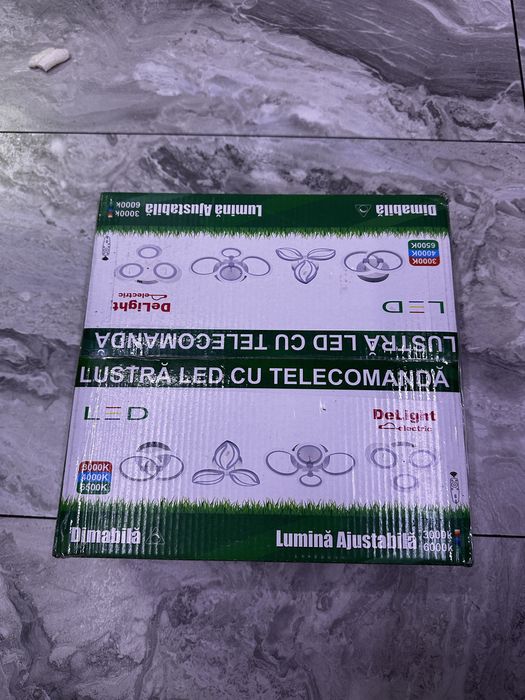 Dimabilă
Lumină Ajustabilă
3000k
6000k
3000K
4000K
6500K
LED
DeLight
electric
LUSTRĂ LED CU TELECOMANDĂ
LUSTRĂ LED CU TELECOMANDĂ
LED
DeLight
electric
3000K
4000K
6500K
Dimabilă
Lumină Ajustabilă
3000k
6000k